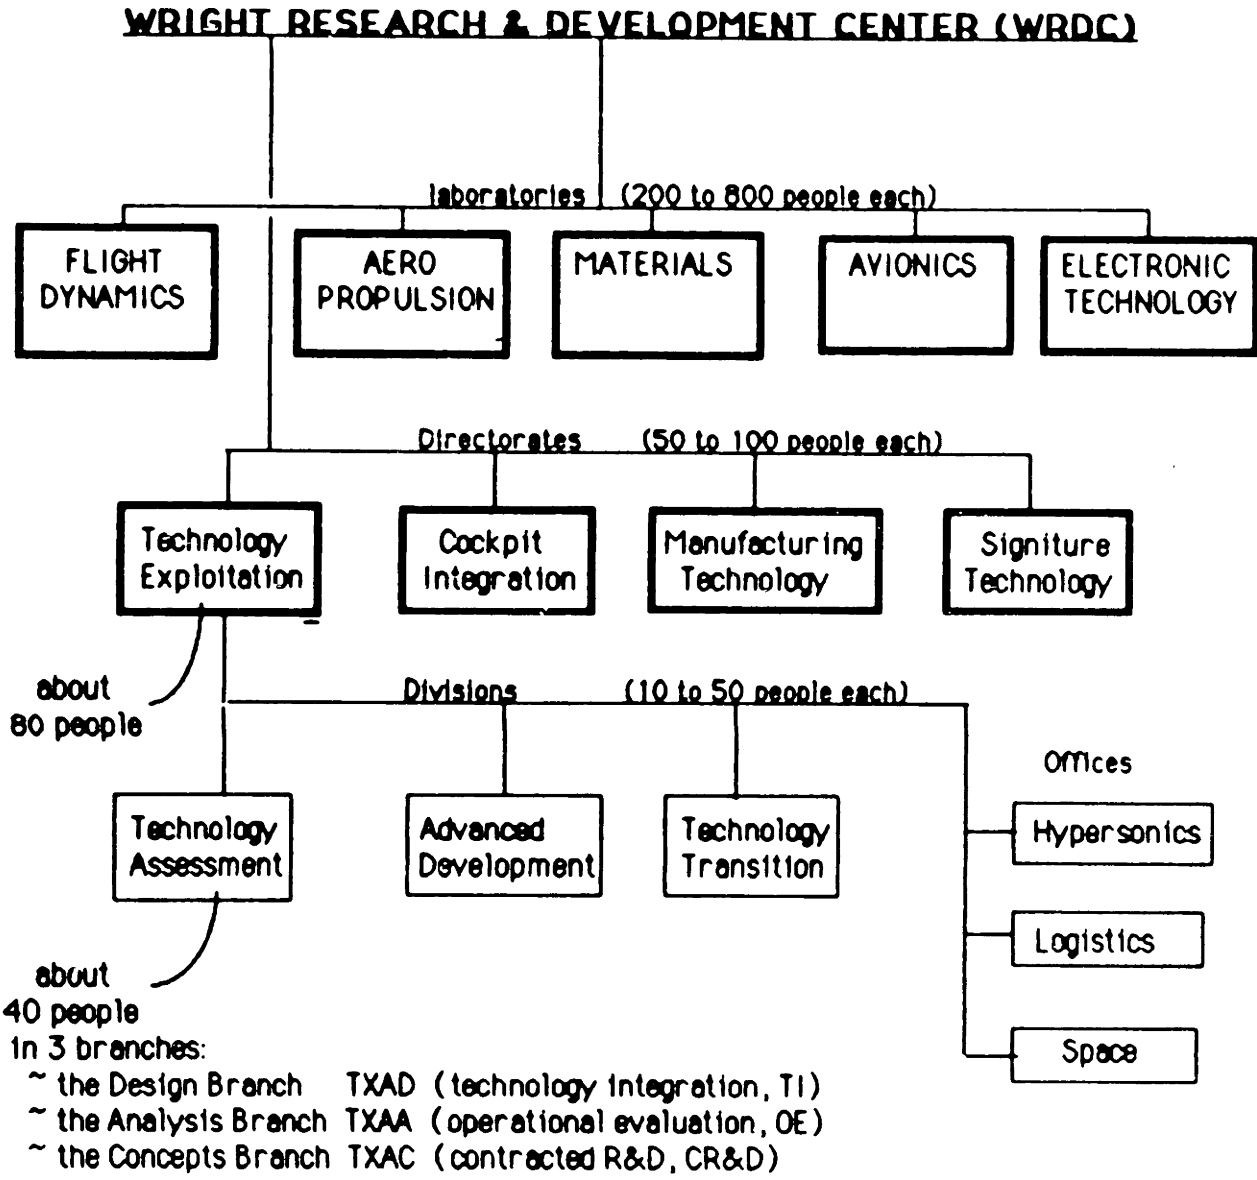 WRIGHT RESEARCH & DEVELOPMENT CENTER (WRDC)
laboratories (200 to 800 people each)
FLIGHT
DYNAMICS
AERO
PROPULSION
MATERIALS
AVIONICS
ELECTRONIC
TECHNOLOGY
Directorates (50 to 100 people each)
Technology
Exploitation
Cockpit
Integration
Manufacturing
Technology
Signiture
Technology
about
80 people
Divisions (10 to 50 people each)
Technology
Assessment
Advanced
Development
Technology
Transition
Offices
Hypersonics
Logistics
Space
about
40 people
in 3 branches:
~ the Design Branch TXAD (technology integration, TI)
~ the Analysis Branch TXAA (operational evaluation, OE)
~ the Concepts Branch TXAC (contracted R&D, CR&D)